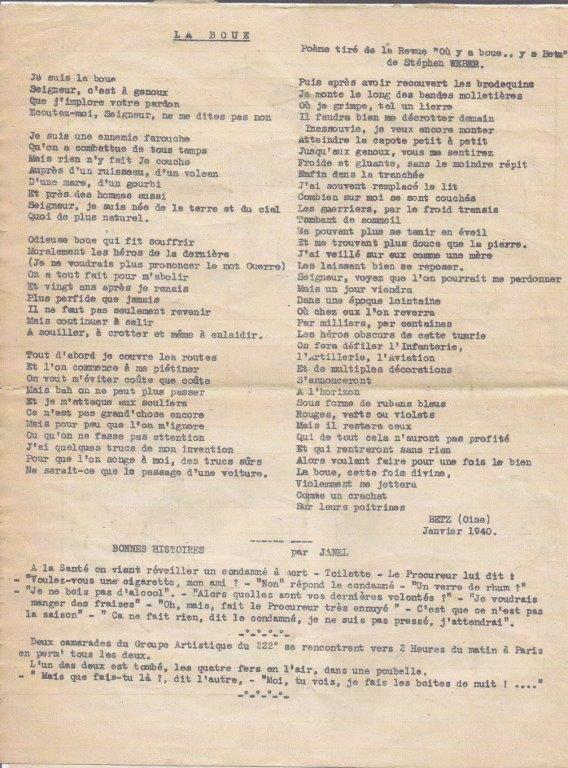 LA BOUE
Poème tiré de la Revue "Où y a boue.. y a Betz"
de Stéphen WEBER.
Je suis la boue
Seigneur, c'est à genoux
Que j'implore votre pardon
Ecoutez-moi, Seigneur, ne me dites pas non
Je suis une ennemie farouche
Qu'on a combattue de tous temps
Mais rien n'y fait Je couche
Auprès d'un ruisseau, d'un volcan
D'une mare, d'un gourbi
Et près des hommes aussi
Seigneur, je suis née de la terre et du ciel
Quoi de plus naturel.
Odieuse boue qui fit souffrir
Moralement les héros de la dernière
(Je ne voudrais plus prononcer le mot Guerre)
On a tout fait pour m'abolir
Et vingt ans après je renais
Plus perfide que jamais
Il ne faut pas seulement revenir
Mais continuer à salir
A souiller, à crotter et même à enlaidir.
Tout d'abord je couvre les routes
Et l'on commence à me piétiner
On veut m'éviter coûte que coûte
Mais bah on ne peut plus passer
Et je m'attaque aux souliers
Ce n'est pas grand'chose encore
Mais pour peu que l'on m'ignore
Ou qu'on ne fasse pas attention
J'ai quelques trucs de mon invention
Pour que l'on songe à moi, des trucs sûrs
Ne serait-ce que le passage d'une voiture.
Puis après avoir recouvert les brodequins
Je monte le long des bandes molletières
Où je grimpe, tel un lierre
Il faudra bien me décrotter demain
Inassouvie, je veux encore monter
Atteindre la capote petit à petit
Jusqu'aux genoux, vous me sentirez
Froide et gluante, sans le moindre répit
Enfin dans la tranchée
J'ai souvent remplacé le lit
Combien sur moi se sont couchés
Les guerriers, par le froid transis
Tombant de sommeil
Ne pouvant plus se tenir en éveil
Et me trouvant plus douce que la pierre.
J'ai veillé sur eux comme une mère
Les laissant bien se reposer.
Seigneur, voyez que l'on pourrait me pardonner
Mais un jour viendra
Dans une époque lointaine
Où chez eux l'on reverra
Par milliers, par centaines
Les héros obscurs de cette tuerie
On fera défiler l'Infanterie,
l'Artillerie, l'Aviation
Et de multiples décorations
S'annonceront
A l'horizon
Sous forme de rubans bleus
Rouges, verts ou violets
Mais il restera ceux
Qui de tout cela n'auront pas profité
Et qui rentreront sans rien
Alors voulant faire pour une fois le bien
La boue, cette fois divine,
Violemment se jettera
Comme un crachat
Sur leurs poitrines
BETZ (Oise)
Janvier 1940.
BONNES HISTOIRES par JANEL
A la Santé on vient réveiller un condamné à mort - Toilette - Le Procureur lui dit :
- "Voulez-vous une cigarette, mon ami ? - "Non" répond le condamné - "Un verre de rhum ?"
- "Je ne bois pas d'alcool". - "Alors quelles sont vos dernières volontés ?" - "Je voudrais
manger des fraises" - "Oh, mais, fait le Procureur très ennuyé " - C'est que ce n'est pas
la saison" - " Ca ne fait rien, dit le condamné, je ne suis pas pressé, j'attendrai".
Deux camarades du Groupe Artistique du 222° se rencontrent vers 2 Heures du matin à Paris
en perm' tous les deux.
L'un des deux est tombé, les quatre fers en l'air, dans une poubelle.
- " Mais que fais-tu là ?, dit l'autre, - "Moi, tu vois, je fais les boites de nuit ! ...."